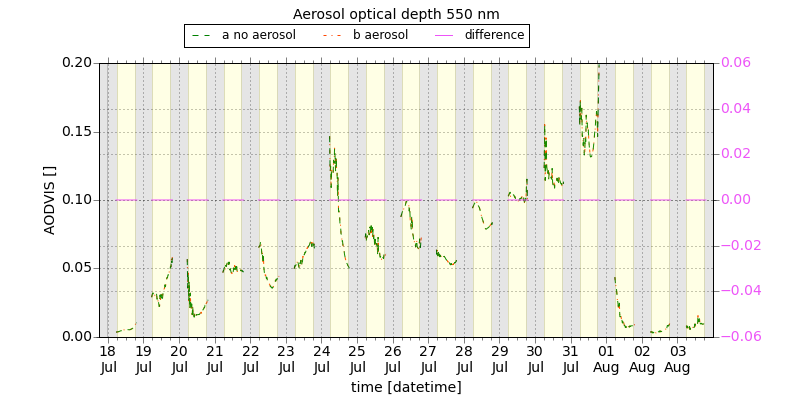 Aerosol optical depth 550 nm
a no aerosol b aerosol difference
0.20 0.06
0.04
0.15
0.02
0.10 0.00
−0.02
0.05
−0.04
0.00 −0.06
AODVIS []
18 19 20 21 22 23 24 25 26 27 28 29 30 31 01 02 03
Jul Jul Jul Jul Jul Jul Jul Jul Jul Jul Jul Jul Jul Jul Aug Aug Aug
time [datetime]